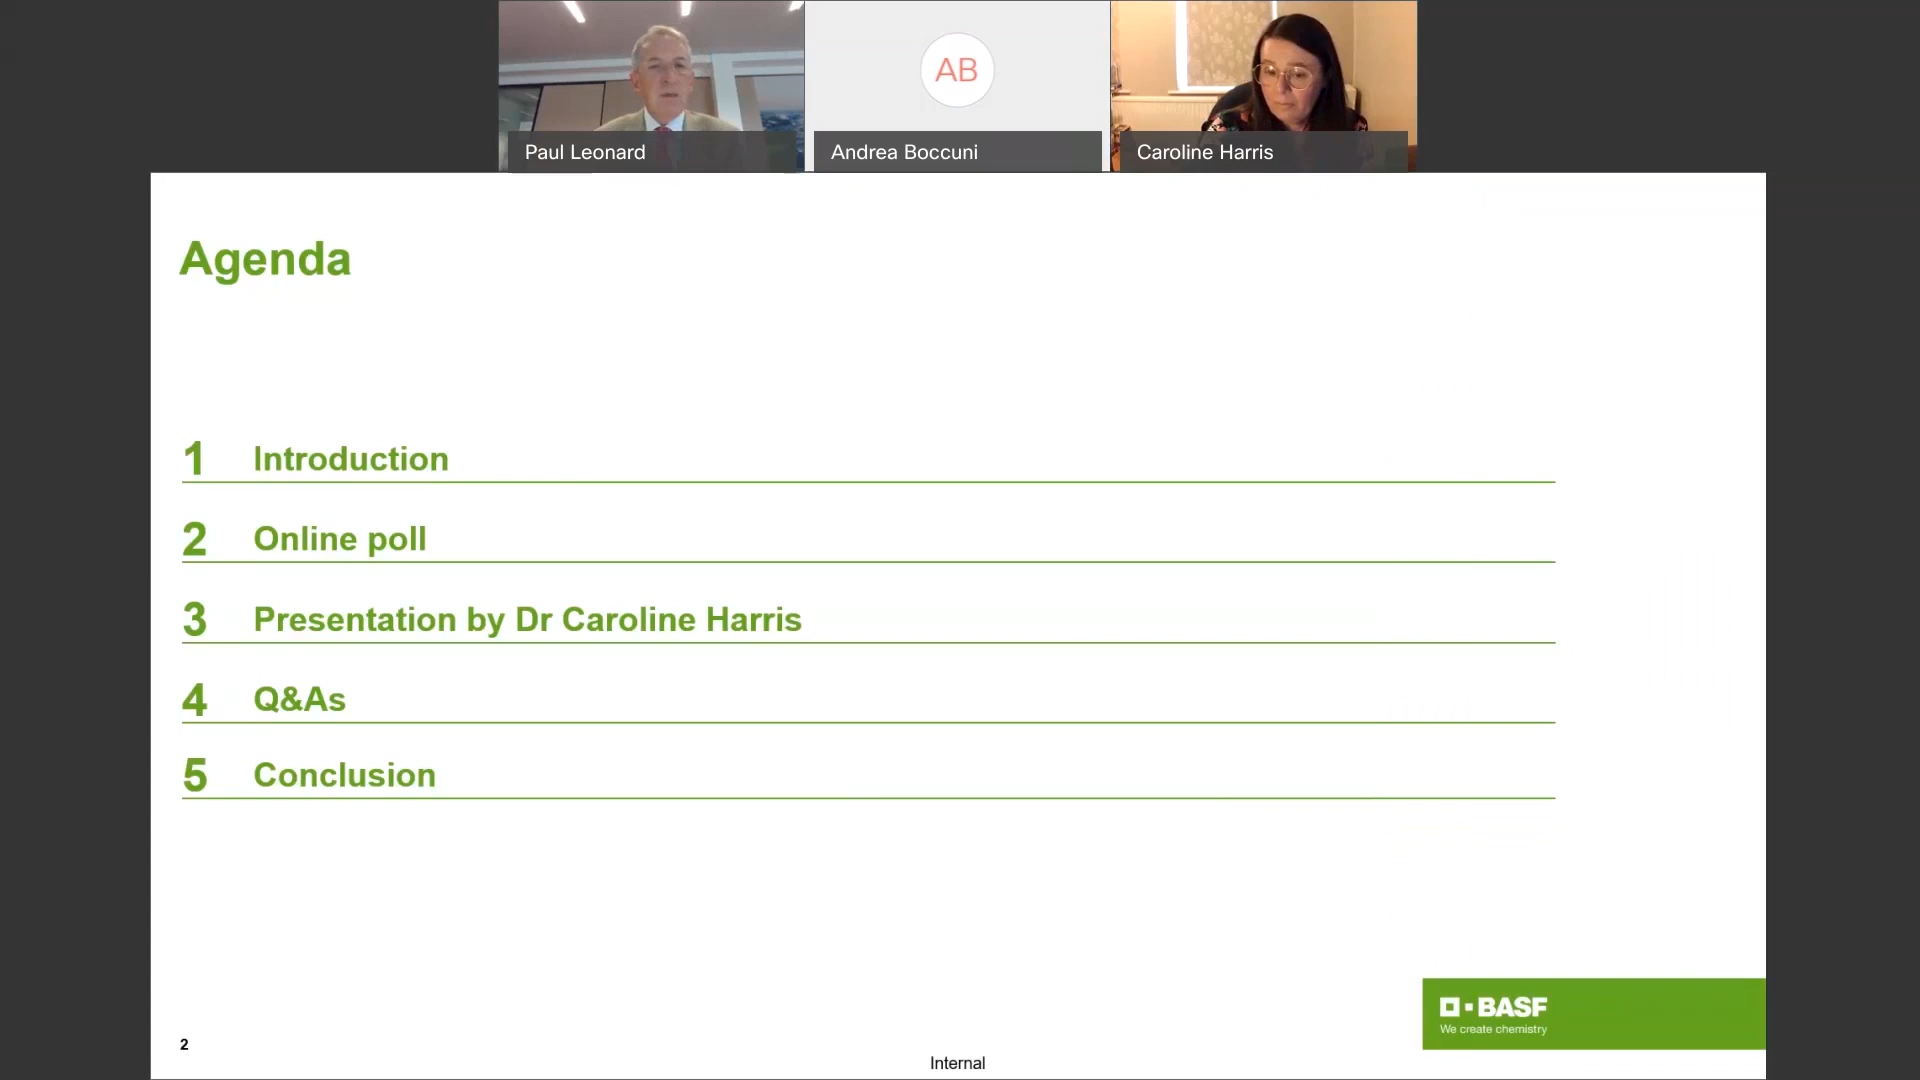 Paul Leonard
AB
Andrea Boccuni
Caroline Harris
Agenda
1 Introduction
2 Online poll
3 Presentation by Dr Caroline Harris
4 Q&As
5 Conclusion
BASF
We create chemistry
2
Internal